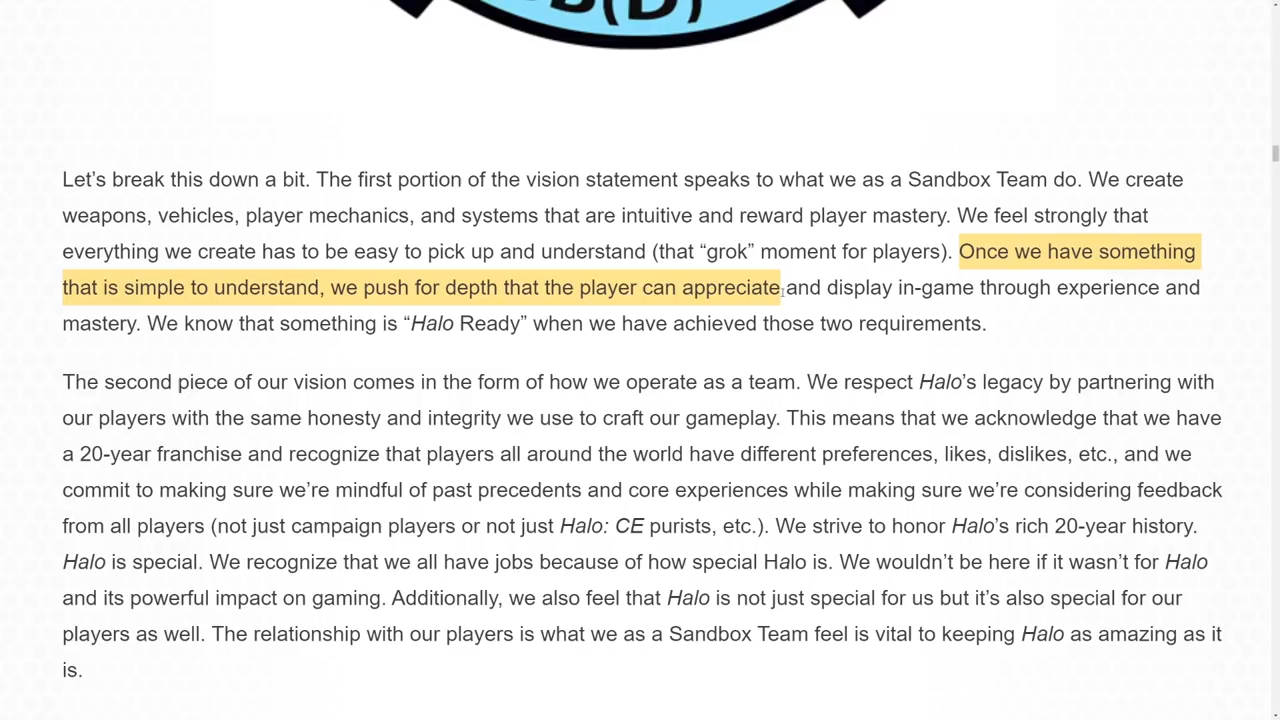 B(D)
Let’s break this down a bit. The first portion of the vision statement speaks to what we as a Sandbox Team do. We create
weapons, vehicles, player mechanics, and systems that are intuitive and reward player mastery. We feel strongly that
everything we create has to be easy to pick up and understand (that “grok” moment for players). Once we have something
that is simple to understand, we push for depth that the player can appreciate and display in-game through experience and
mastery. We know that something is “Halo Ready” when we have achieved those two requirements.
The second piece of our vision comes in the form of how we operate as a team. We respect Halo’s legacy by partnering with
our players with the same honesty and integrity we use to craft our gameplay. This means that we acknowledge that we have
a 20-year franchise and recognize that players all around the world have different preferences, likes, dislikes, etc., and we
commit to making sure we’re mindful of past precedents and core experiences while making sure we’re considering feedback
from all players (not just campaign players or not just Halo: CE purists, etc.). We strive to honor Halo’s rich 20-year history.
Halo is special. We recognize that we all have jobs because of how special Halo is. We wouldn’t be here if it wasn’t for Halo
and its powerful impact on gaming. Additionally, we also feel that Halo is not just special for us but it’s also special for our
players as well. The relationship with our players is what we as a Sandbox Team feel is vital to keeping Halo as amazing as it
is.